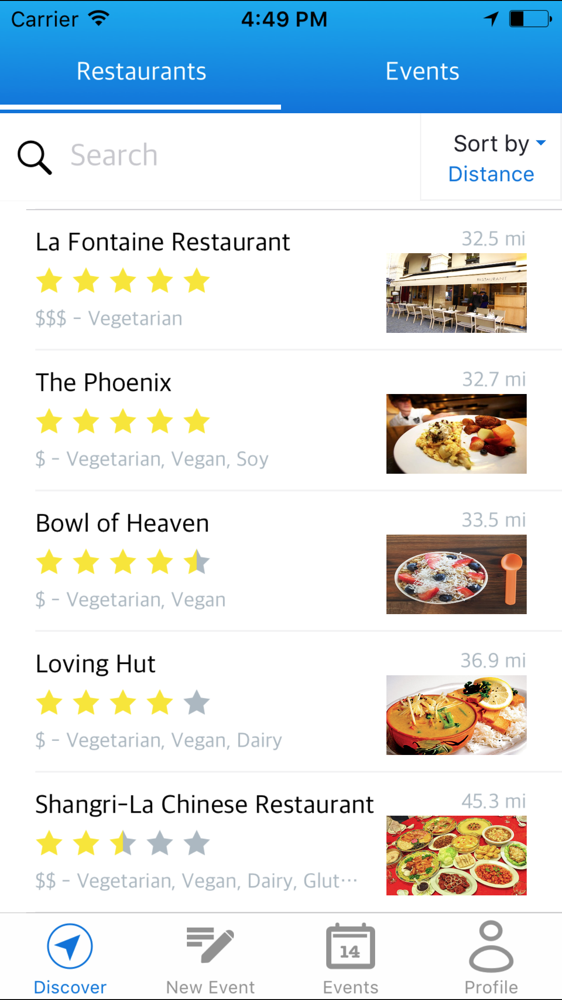 Carrier 4:49 PM
Restaurants Events
Search
Sort by
Distance
La Fontaine Restaurant
32.5 mi
RESTAURANT
$$$ - Vegetarian
The Phoenix
32.7 mi
$ - Vegetarian, Vegan, Soy
Bowl of Heaven
33.5 mi
$ - Vegetarian, Vegan
Loving Hut
36.9 mi
$ - Vegetarian, Vegan, Dairy
Shangri-La Chinese Restaurant
45.3 mi
$$ - Vegetarian, Vegan, Dairy, Glut…
14
Discover New Event Events Profile